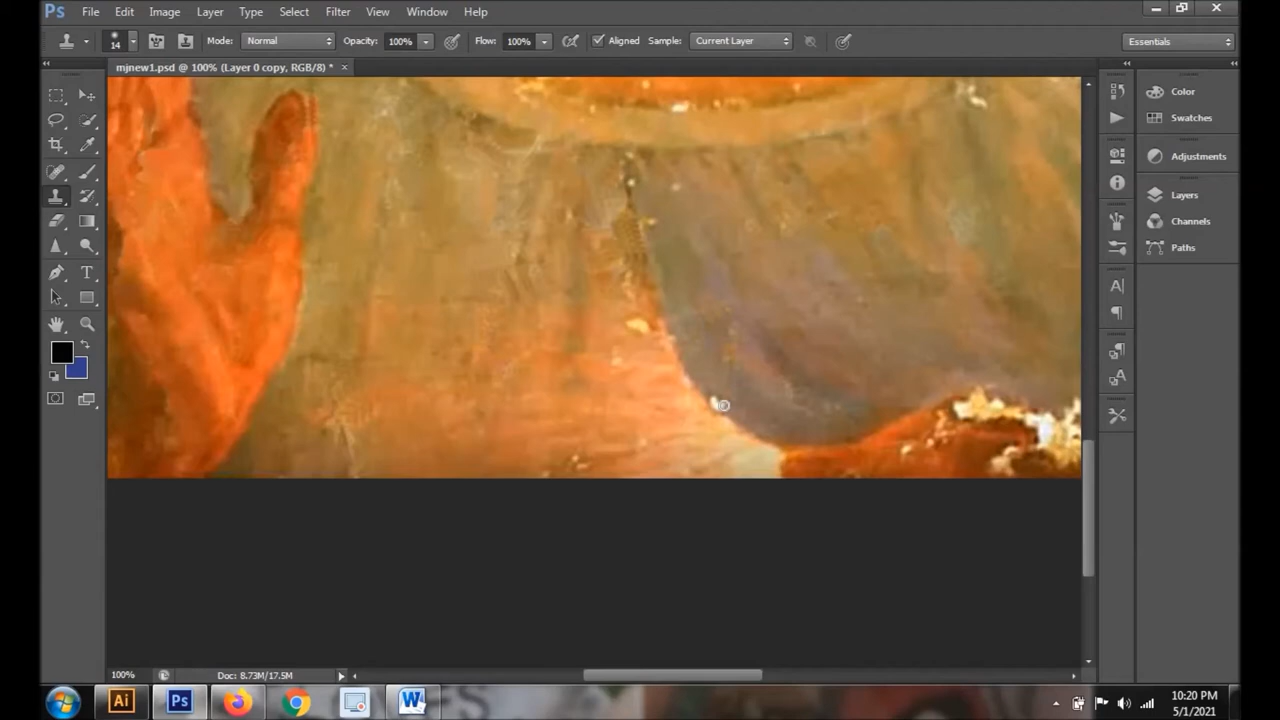 Ps File Edit Image Layer Type Select Filter View Window Help
14 Mode: Normal Opacity: 100% Flow: 100% Aligned Sample: Current Layer Essentials
mjnew1.psd @ 100% (Layer 0 copy, RGB/8) * ×
Color
Swatches
Adjustments
Layers
Channels
Paths
100% Doc: 8.73M/17.5M
Ai Ps W 10:20 PM
5/1/2021